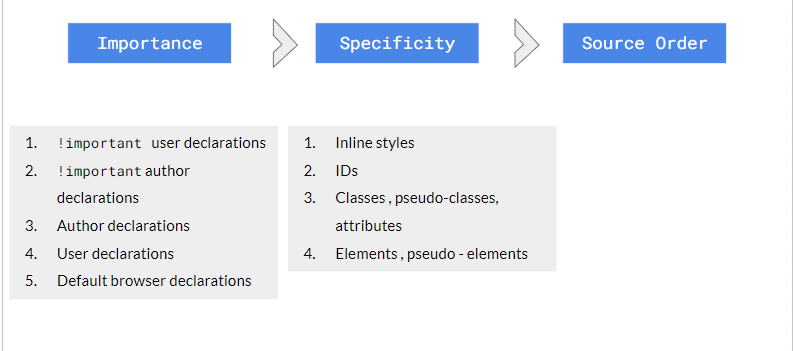 Importance
Specificity
Source Order
1. !important user declarations
2. !important author
declarations
3. Author declarations
4. User declarations
5. Default browser declarations
1. Inline styles
2. IDs
3. Classes , pseudo-classes,
attributes
4. Elements , pseudo - elements